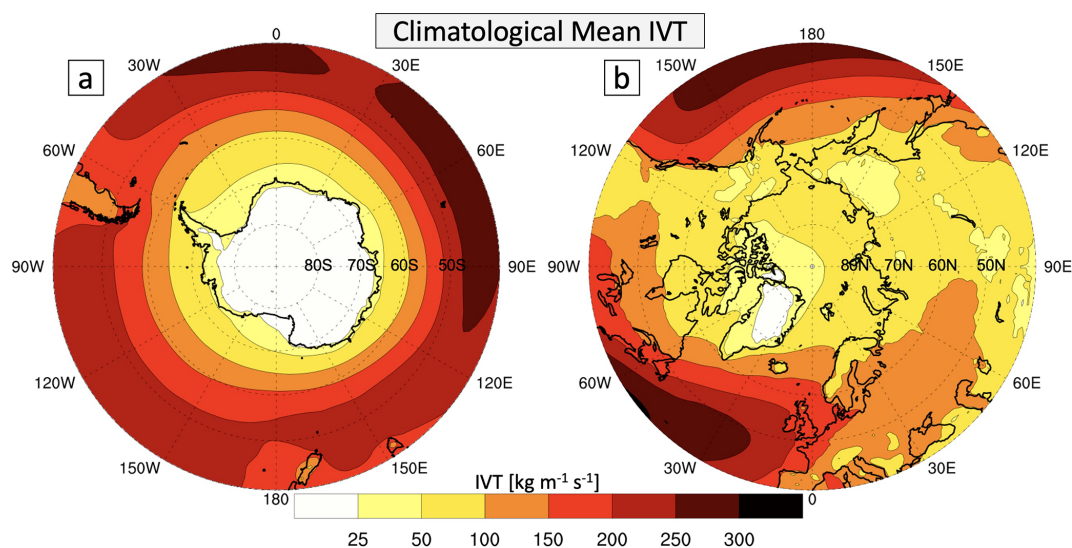 Climatological Mean IVT
a
0
30E
60E
90E
120E
150E
180
150W
120W
90W
60W
30W
80S 70S 60S 50S
b
180
150E
120E
90E
60E
30E
0
30W
60W
90W
120W
150W
80N 70N 60N 50N
IVT [kg m⁻¹ s⁻¹]
25 50 100 150 200 250 300